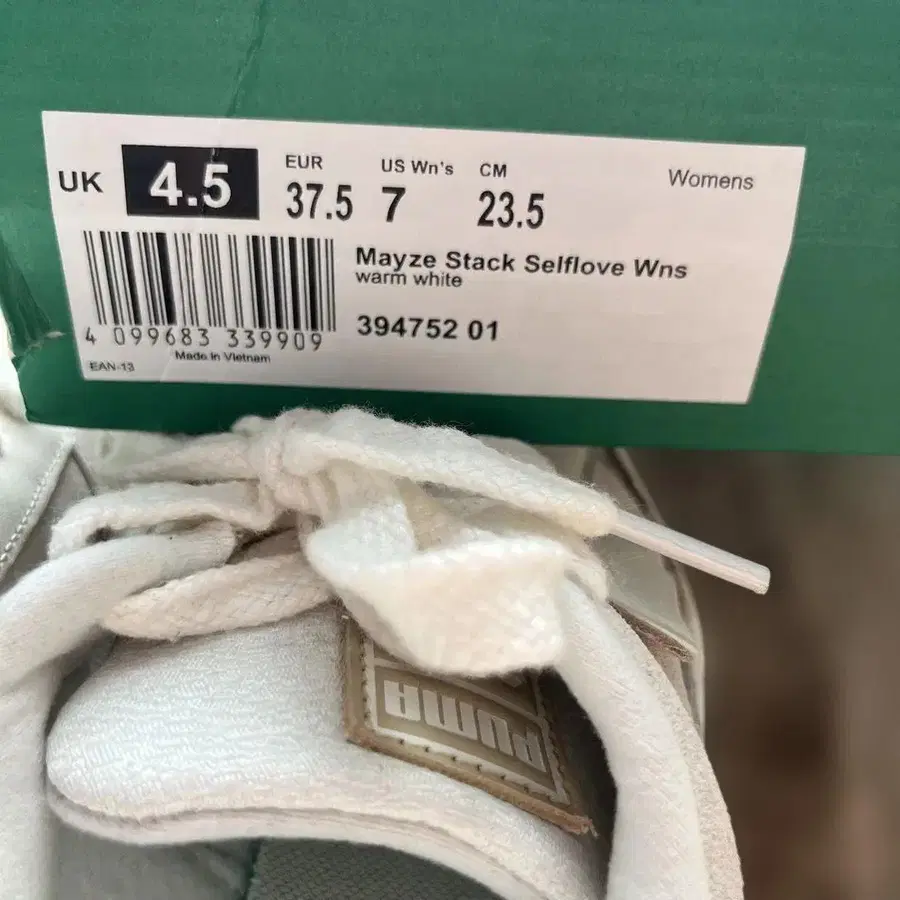 UK 4.5
EUR 37.5
US Wn's 7
CM 23.5
Womens
Mayze Stack Selflove Wns
warm white
394752 01
4 099683 339909
Made in Vietnam
EAN-13
PUMA